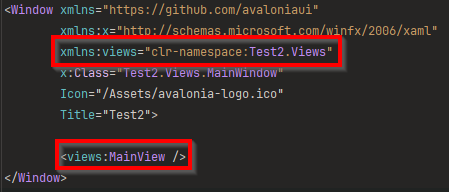 <Window xmlns="https://github.com/avaloniaui"
xmlns:x="http://schemas.microsoft.com/winfx/2006/xaml"
xmlns:views="clr-namespace:Test2.Views"
x:Class="Test2.Views.MainWindow"
Icon="/Assets/avalonia-logo.ico"
Title="Test2">
<views:MainView />
</Window>